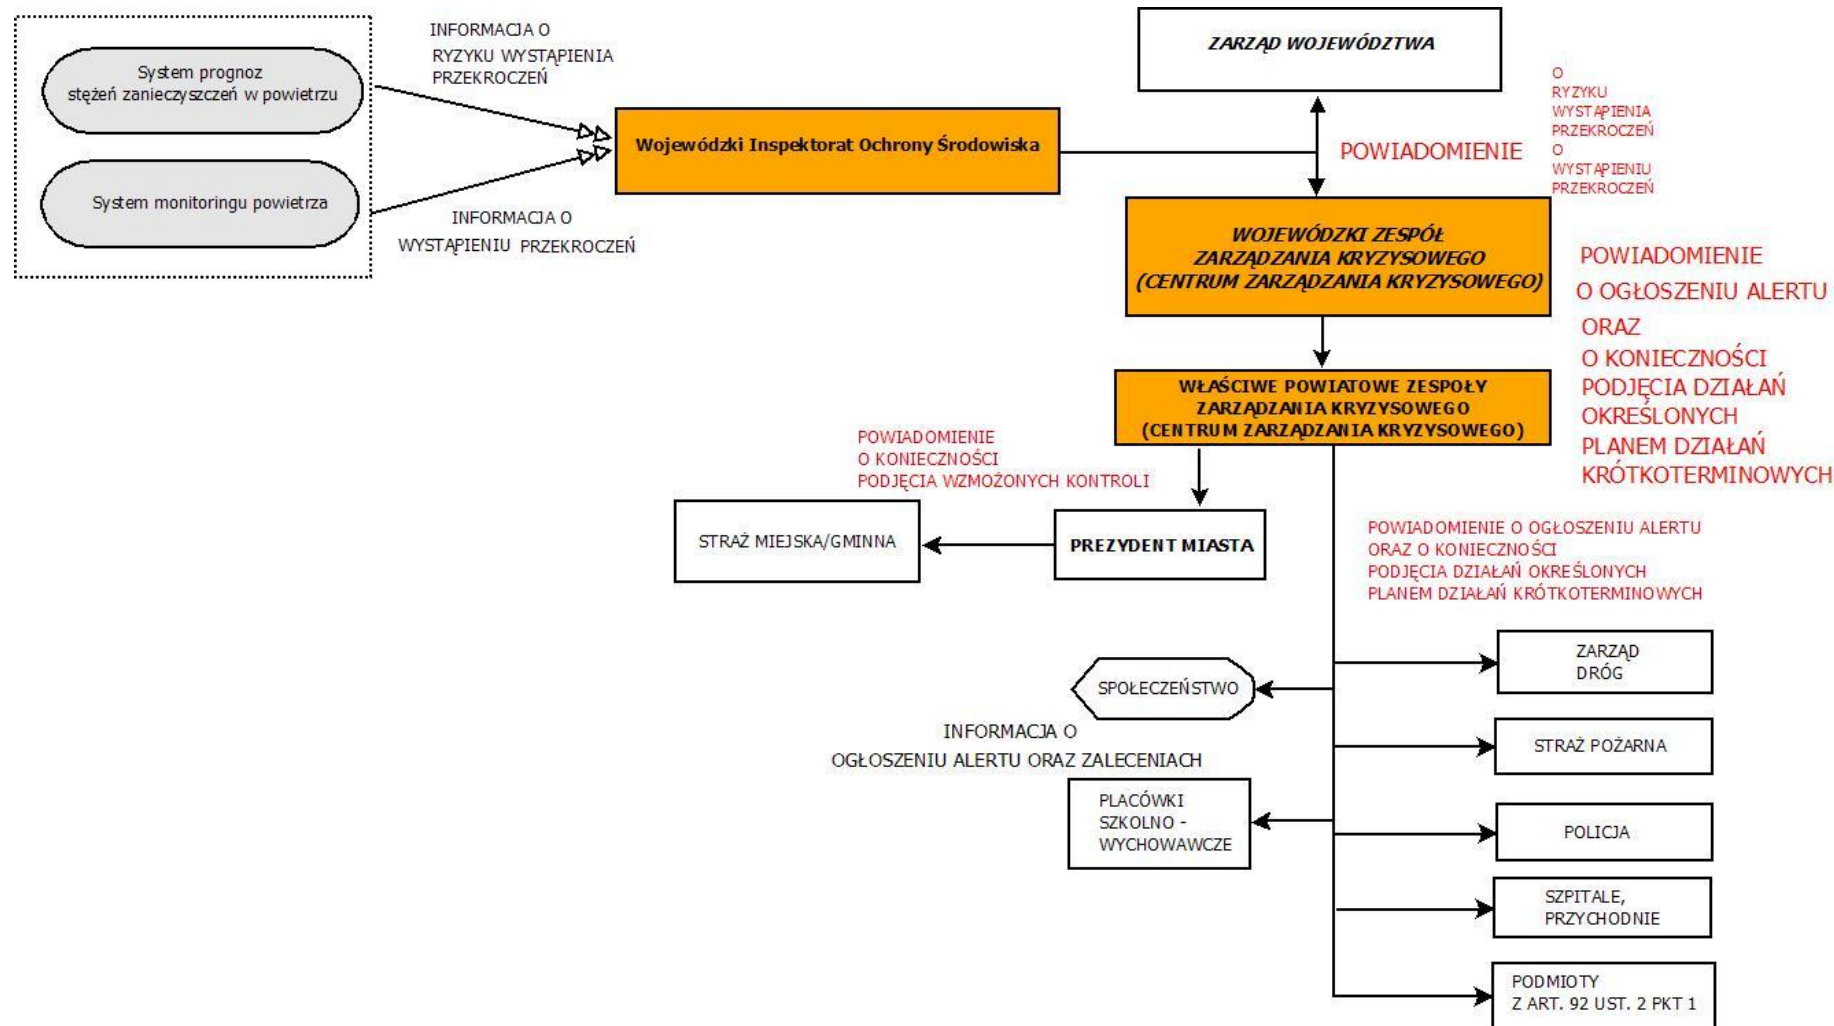 INFORMACJA O
RYZYKU WYSTĄPIENIA
PRZEKROCZEŃ
System prognoz
stężeń zanieczyszczeń w powietrzu
System monitoringu powietrza
INFORMACJA O
WYSTĄPIENIU PRZEKROCZEŃ
Wojewódzki Inspektorat Ochrony Środowiska
ZARZĄD WOJEWÓDZTWA
POWIADOMIENIE
O
RYZYKU
WYSTĄPIENIA
PRZEKROCZEŃ
O
WYSTĄPIENIU
PRZEKROCZEŃ
WOJEWÓDZKI ZESPÓŁ
ZARZĄDZANIA KRYZYSOWEGO
(CENTRUM ZARZĄDZANIA KRYZYSOWEGO)
POWIADOMIENIE
O OGŁOSZENIU ALERTU
ORAZ
O KONIECZNOŚCI
PODJĘCIA DZIAŁAŃ
OKREŚLONYCH
PLANEM DZIAŁAŃ
KRÓTKOTERMINOWYCH
WŁAŚCIWE POWIATOWE ZESPOŁY
ZARZĄDZANIA KRYZYSOWEGO
(CENTRUM ZARZĄDZANIA KRYZYSOWEGO)
POWIADOMIENIE
O KONIECZNOŚCI
PODJĘCIA WZMOŻONYCH KONTROLI
STRAŻ MIEJSKA/GMINNA
PREZYDENT MIASTA
POWIADOMIENIE O OGŁOSZENIU ALERTU
ORAZ O KONIECZNOŚCI
PODJĘCIA DZIAŁAŃ OKREŚLONYCH
PLANEM DZIAŁAŃ KRÓTKOTERMINOWYCH
SPOŁECZEŃSTWO
INFORMACJA O
OGŁOSZENIU ALERTU ORAZ ZALECENIACH
PLACÓWKI
SZKOLNO -
WYCHOWAWCZE
ZARZĄD
DRÓG
STRAŻ POŻARNA
POLICJA
SZPITALE,
PRZYCHODNIE
PODMIOTY
Z ART. 92 UST. 2 PKT 1